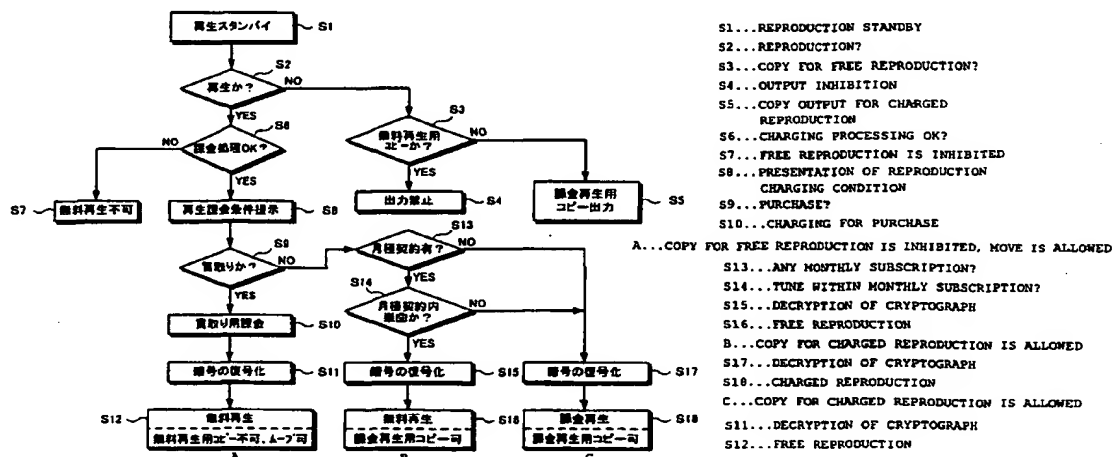 再生スタンバイ
S1
再生か?
S2
NO
YES
課金処理OK?
S6
NO
YES
無料再生用
コピーか?
S3
NO
YES
S7
無料再生不可
再生課金条件提示
S8
出力禁止
S4
課金再生用
コピー出力
S5
買取りか?
S9
NO
YES
月極契約有?
S13
NO
YES
月極契約内
単曲か?
S14
NO
YES
買取り用課金
S10
暗号の復号化
S11
暗号の復号化
S15
暗号の復号化
S17
S12
無料再生
無料再生用コピー不可、ムーブ可
A
無料再生
課金再生用コピー可
S16
B
課金再生
課金再生用コピー可
S18
C
S1...REPRODUCTION STANDBY
S2...REPRODUCTION?
S3...COPY FOR FREE REPRODUCTION?
S4...OUTPUT INHIBITION
S5...COPY OUTPUT FOR CHARGED
REPRODUCTION
S6...CHARGING PROCESSING OK?
S7...FREE REPRODUCTION IS INHIBITED
S8...PRESENTATION OF REPRODUCTION
CHARGING CONDITION
S9...PURCHASE?
S10...CHARGING FOR PURCHASE
A...COPY FOR FREE REPRODUCTION IS INHIBITED, MOVE IS ALLOWED
S13...ANY MONTHLY SUBSCRIPTION?
S14...TUNE WITHIN MONTHLY SUBSCRIPTION?
S15...DECRYPTION OF CRYPTOGRAPH
S16...FREE REPRODUCTION
B...COPY FOR CHARGED REPRODUCTION IS ALLOWED
S17...DECRYPTION OF CRYPTOGRAPH
S18...CHARGED REPRODUCTION
C...COPY FOR CHARGED REPRODUCTION IS ALLOWED
S11...DECRYPTION OF CRYPTOGRAPH
S12...FREE REPRODUCTION